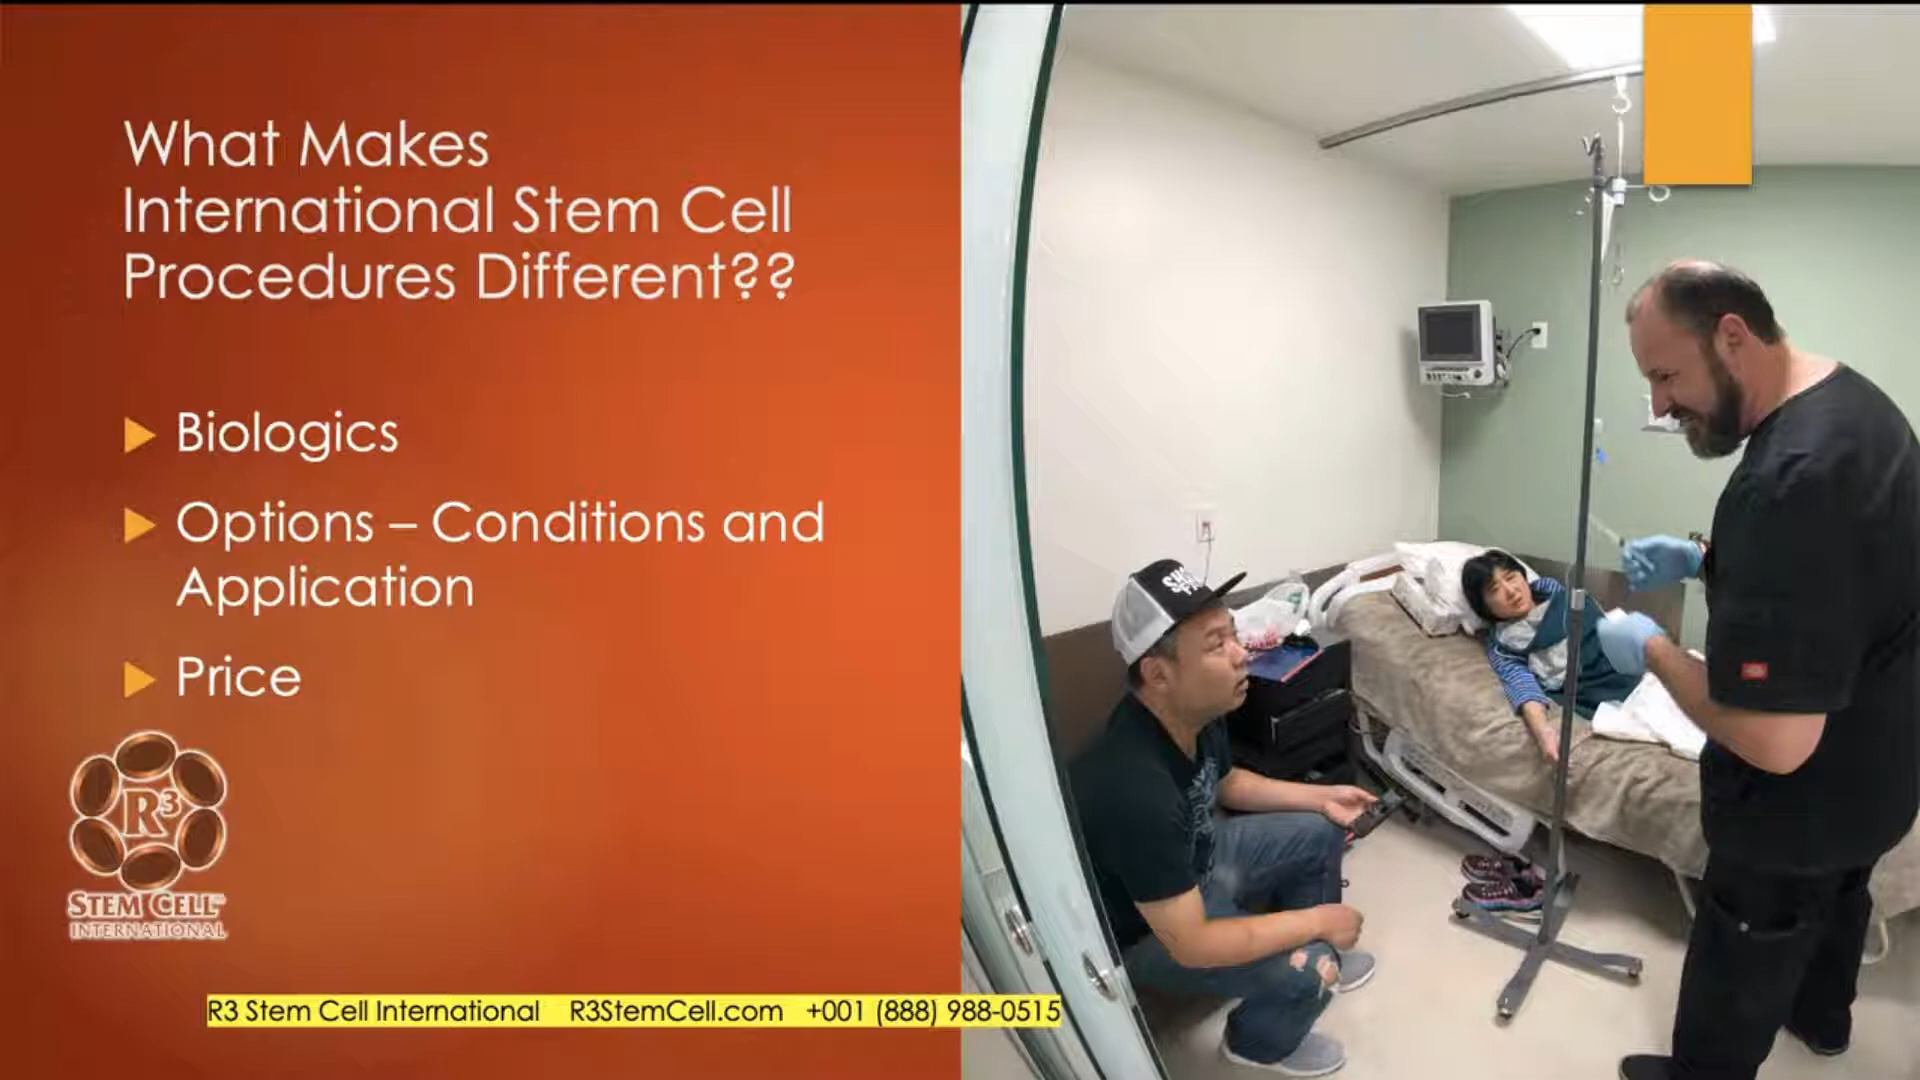 What Makes
International Stem Cell
Procedures Different??
Biologics
Options – Conditions and
Application
Price
R3
STEM CELL™
INTERNATIONAL
R3 Stem Cell International R3StemCell.com +001 (888) 988-0515